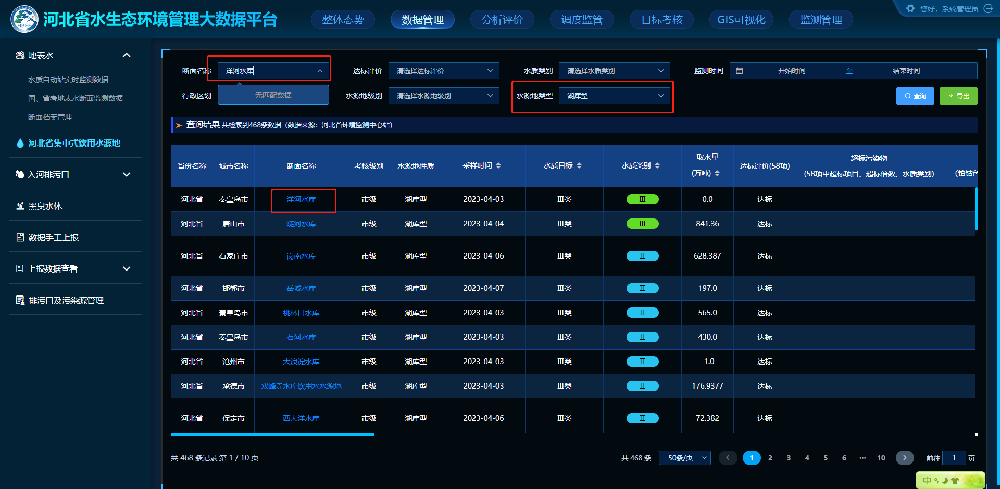 HBEE
河北省水生态环境管理大数据平台
整体态势 数据管理 分析评价 调度监管 目标考核 GIS可视化 监测管理
您好，系统管理员
地表水
水质自动站实时监测数据
国、省考地表水断面监测数据
断面档案管理
河北省集中式饮用水源地
入河排污口
黑臭水体
数据手工上报
上报数据查看
排污口及污染源管理
断面名称 洋河水库 达标评价 请选择达标评价 水质类别 请选择水质类别 监测时间 开始时间 至 结束时间
行政区划 无匹配数据 水源地级别 请选择水源地级别 水源地类型 湖库型 查询 导出
查询结果 共检索到468条数据（数据来源：河北省环境监测中心站）
省份名称 城市名称 断面名称 考核级别 水源地性质 采样时间 水质目标 水质类别 取水量(万吨) 达标评价(58项) 超标污染物(58项中超标项目、超标倍数、水质类别) (铂钴色
河北省 秦皇岛市 洋河水库 市级 湖库型 2023-04-03 Ⅲ类 Ⅲ 0.0 达标
河北省 唐山市 陡河水库 市级 湖库型 2023-04-04 Ⅲ类 Ⅲ 841.36 达标
河北省 石家庄市 岗南水库 市级 湖库型 2023-04-06 Ⅲ类 Ⅱ 628.387 达标
河北省 邯郸市 岳城水库 市级 湖库型 2023-04-07 Ⅲ类 Ⅱ 197.0 达标
河北省 秦皇岛市 桃林口水库 市级 湖库型 2023-04-03 Ⅲ类 Ⅱ 565.0 达标
河北省 秦皇岛市 石河水库 市级 湖库型 2023-04-03 Ⅲ类 Ⅱ 430.0 达标
河北省 沧州市 大浪淀水库 市级 湖库型 2023-04-03 Ⅲ类 Ⅱ -1.0 达标
河北省 承德市 双峰寺水库饮用水水源地 市级 湖库型 2023-04-03 Ⅲ类 Ⅱ 176.9377 达标
河北省 保定市 西大洋水库 市级 湖库型 2023-04-06 Ⅲ类 Ⅱ 72.382 达标
共 468 条记录 第 1 / 10 页 共 468 条 50条/页 1 2 3 4 5 6 ··· 10 前往 1 页
中